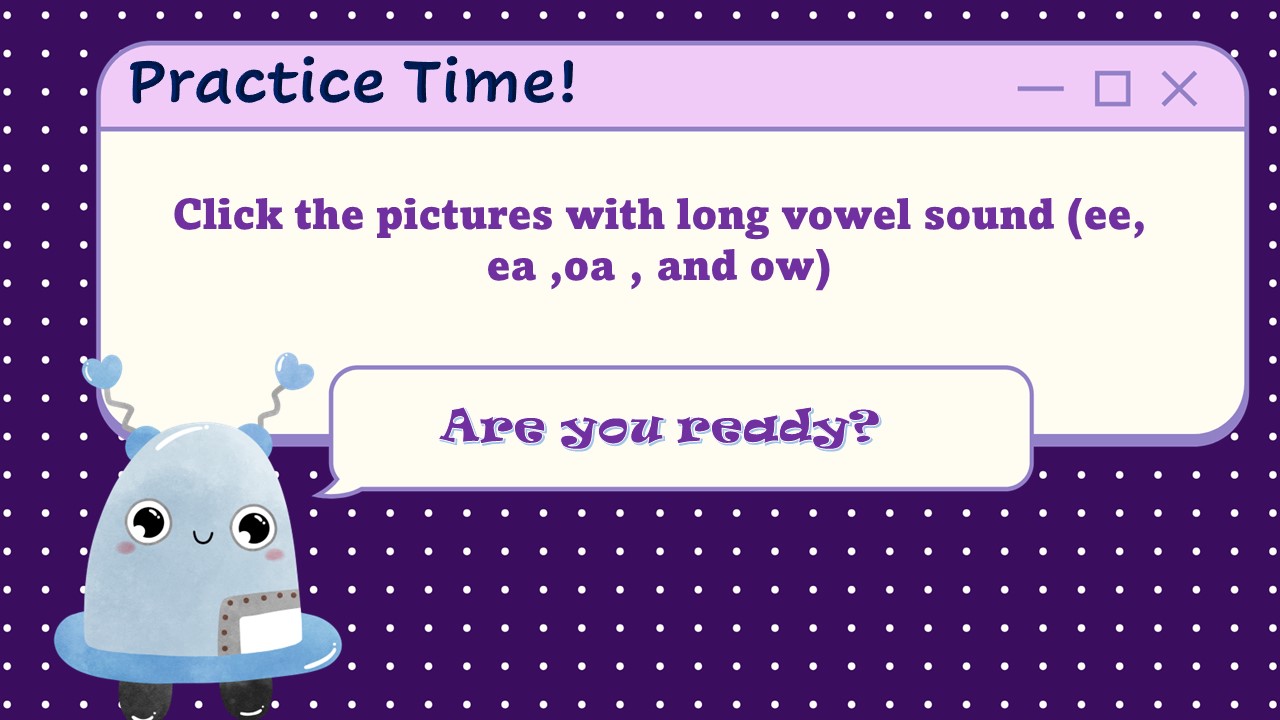 Practice Time!
Click the pictures with long vowel sound (ee,
ea ,oa , and ow)
Are you ready?